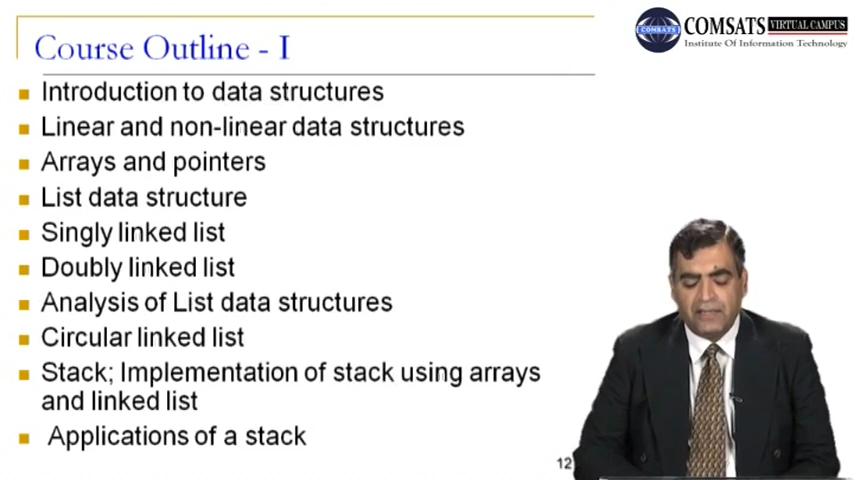 Course Outline - I
COMSATS VIRTUAL CAMPUS
COMSATS
Institute Of Information Technology
Introduction to data structures
Linear and non-linear data structures
Arrays and pointers
List data structure
Singly linked list
Doubly linked list
Analysis of List data structures
Circular linked list
Stack; Implementation of stack using arrays
and linked list
Applications of a stack
12